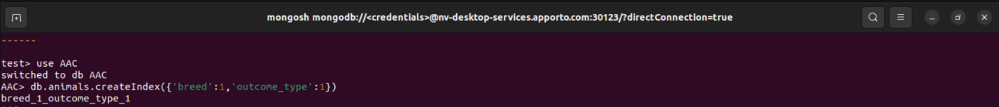 mongosh mongodb://<credentials>@nv-desktop-services.apporto.com:30123/?directConnection=true
------
test> use AAC
switched to db AAC
AAC> db.animals.createIndex({'breed':1,'outcome_type':1})
breed_1_outcome_type_1